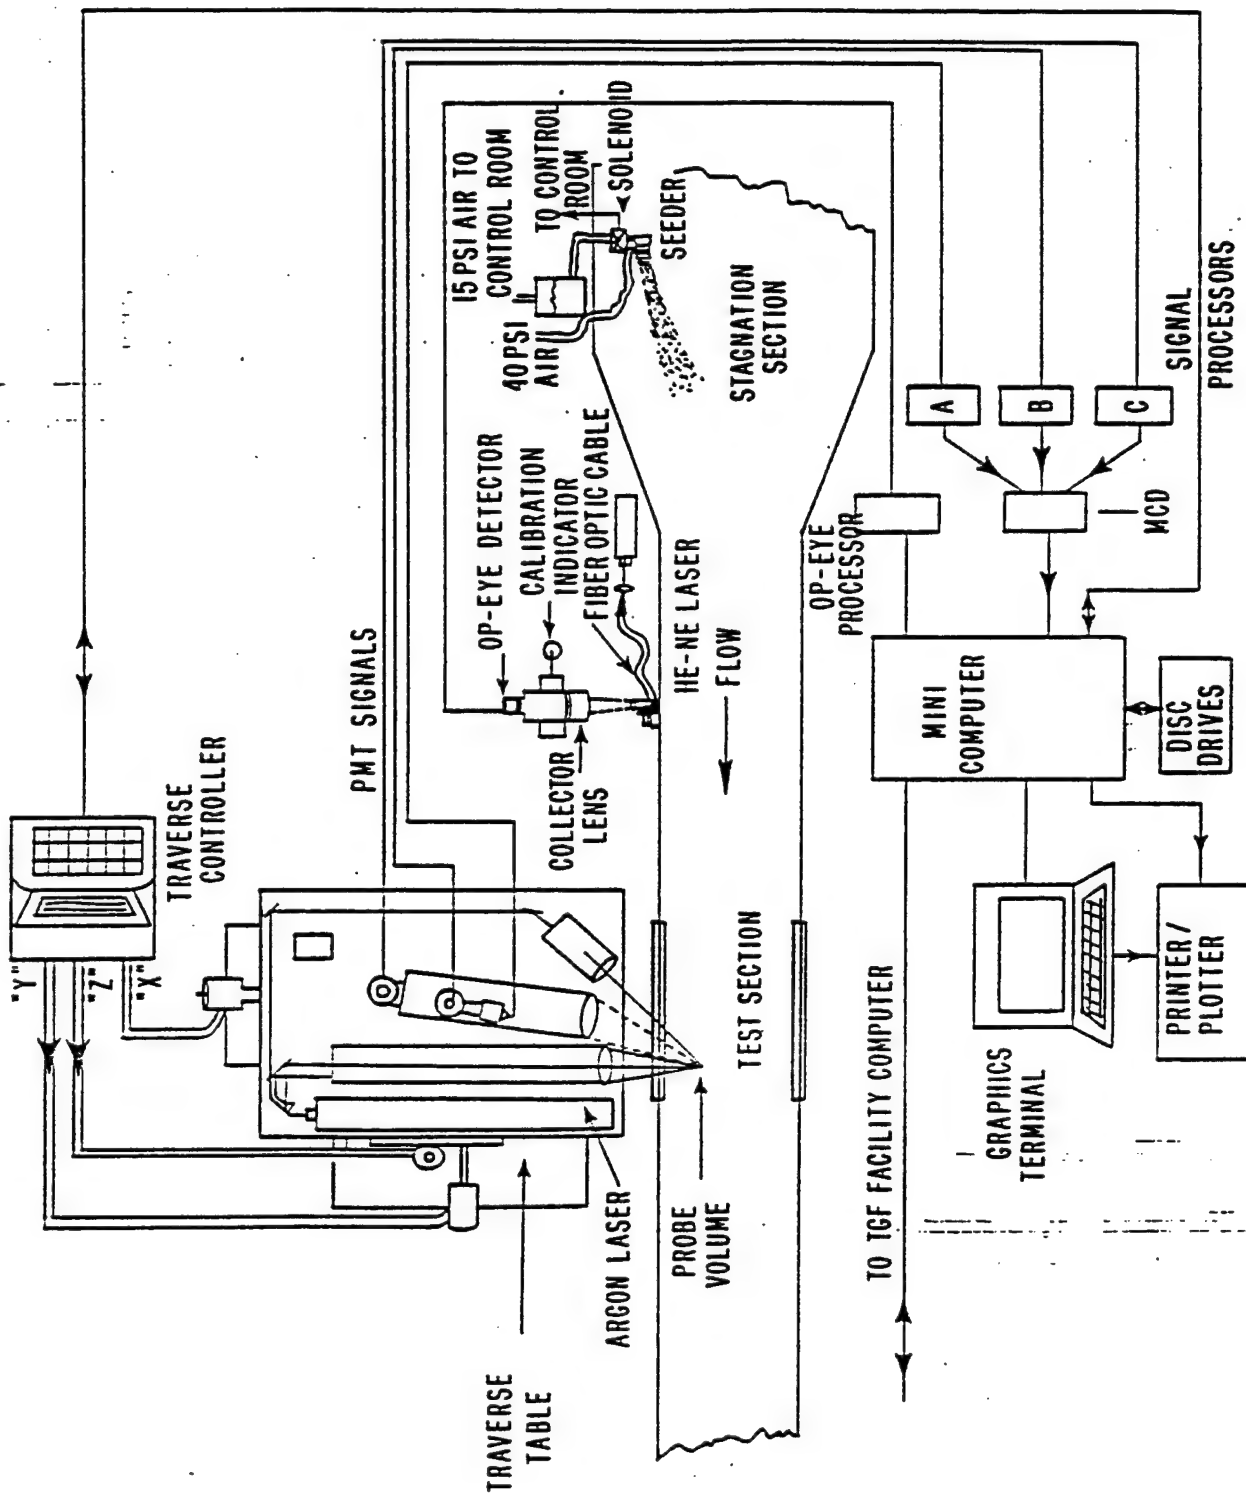 TRAVERSE
CONTROLLER
"Y"
"Z"
"X"
PMT SIGNALS
15 PSI AIR TO
CONTROL ROOM
TO CONTROL
ROOM
SOLENOID
40 PSI
AIR
SEEDER
STAGNATION
SECTION
OP-EYE DETECTOR
CALIBRATION
INDICATOR
FIBER OPTIC CABLE
COLLECTOR
LENS
HE-NE LASER
FLOW
TEST SECTION
PROBE
VOLUME
ARGON LASER
TRAVERSE
TABLE
OP-EYE
PROCESSOR
A
B
C
SIGNAL
PROCESSORS
MCD
MINI
COMPUTER
DISC
DRIVES
TO TGF FACILITY COMPUTER
GRAPHICS
TERMINAL
PRINTER/
PLOTTER